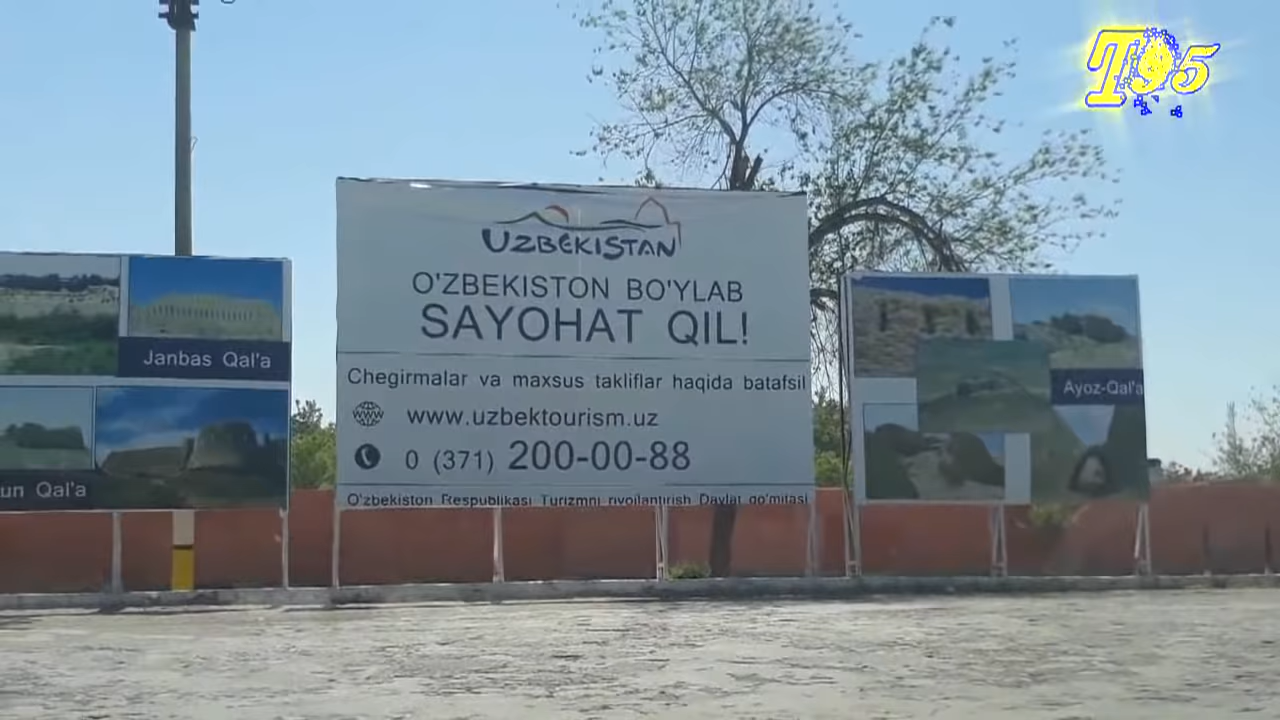 T95
UZBEKISTAN
O'ZBEKISTON BO'YLAB
SAYOHAT QIL!
Chegirmalar va maxsus takliflar haqida batafsil
www.uzbektourism.uz
0 (371) 200-00-88
O'zbekiston Respublikasi Turizmni rivojlantirish Davlat qo'mitasi
Janbas Qal'a
un Qal'a
Ayoz-Qal'a